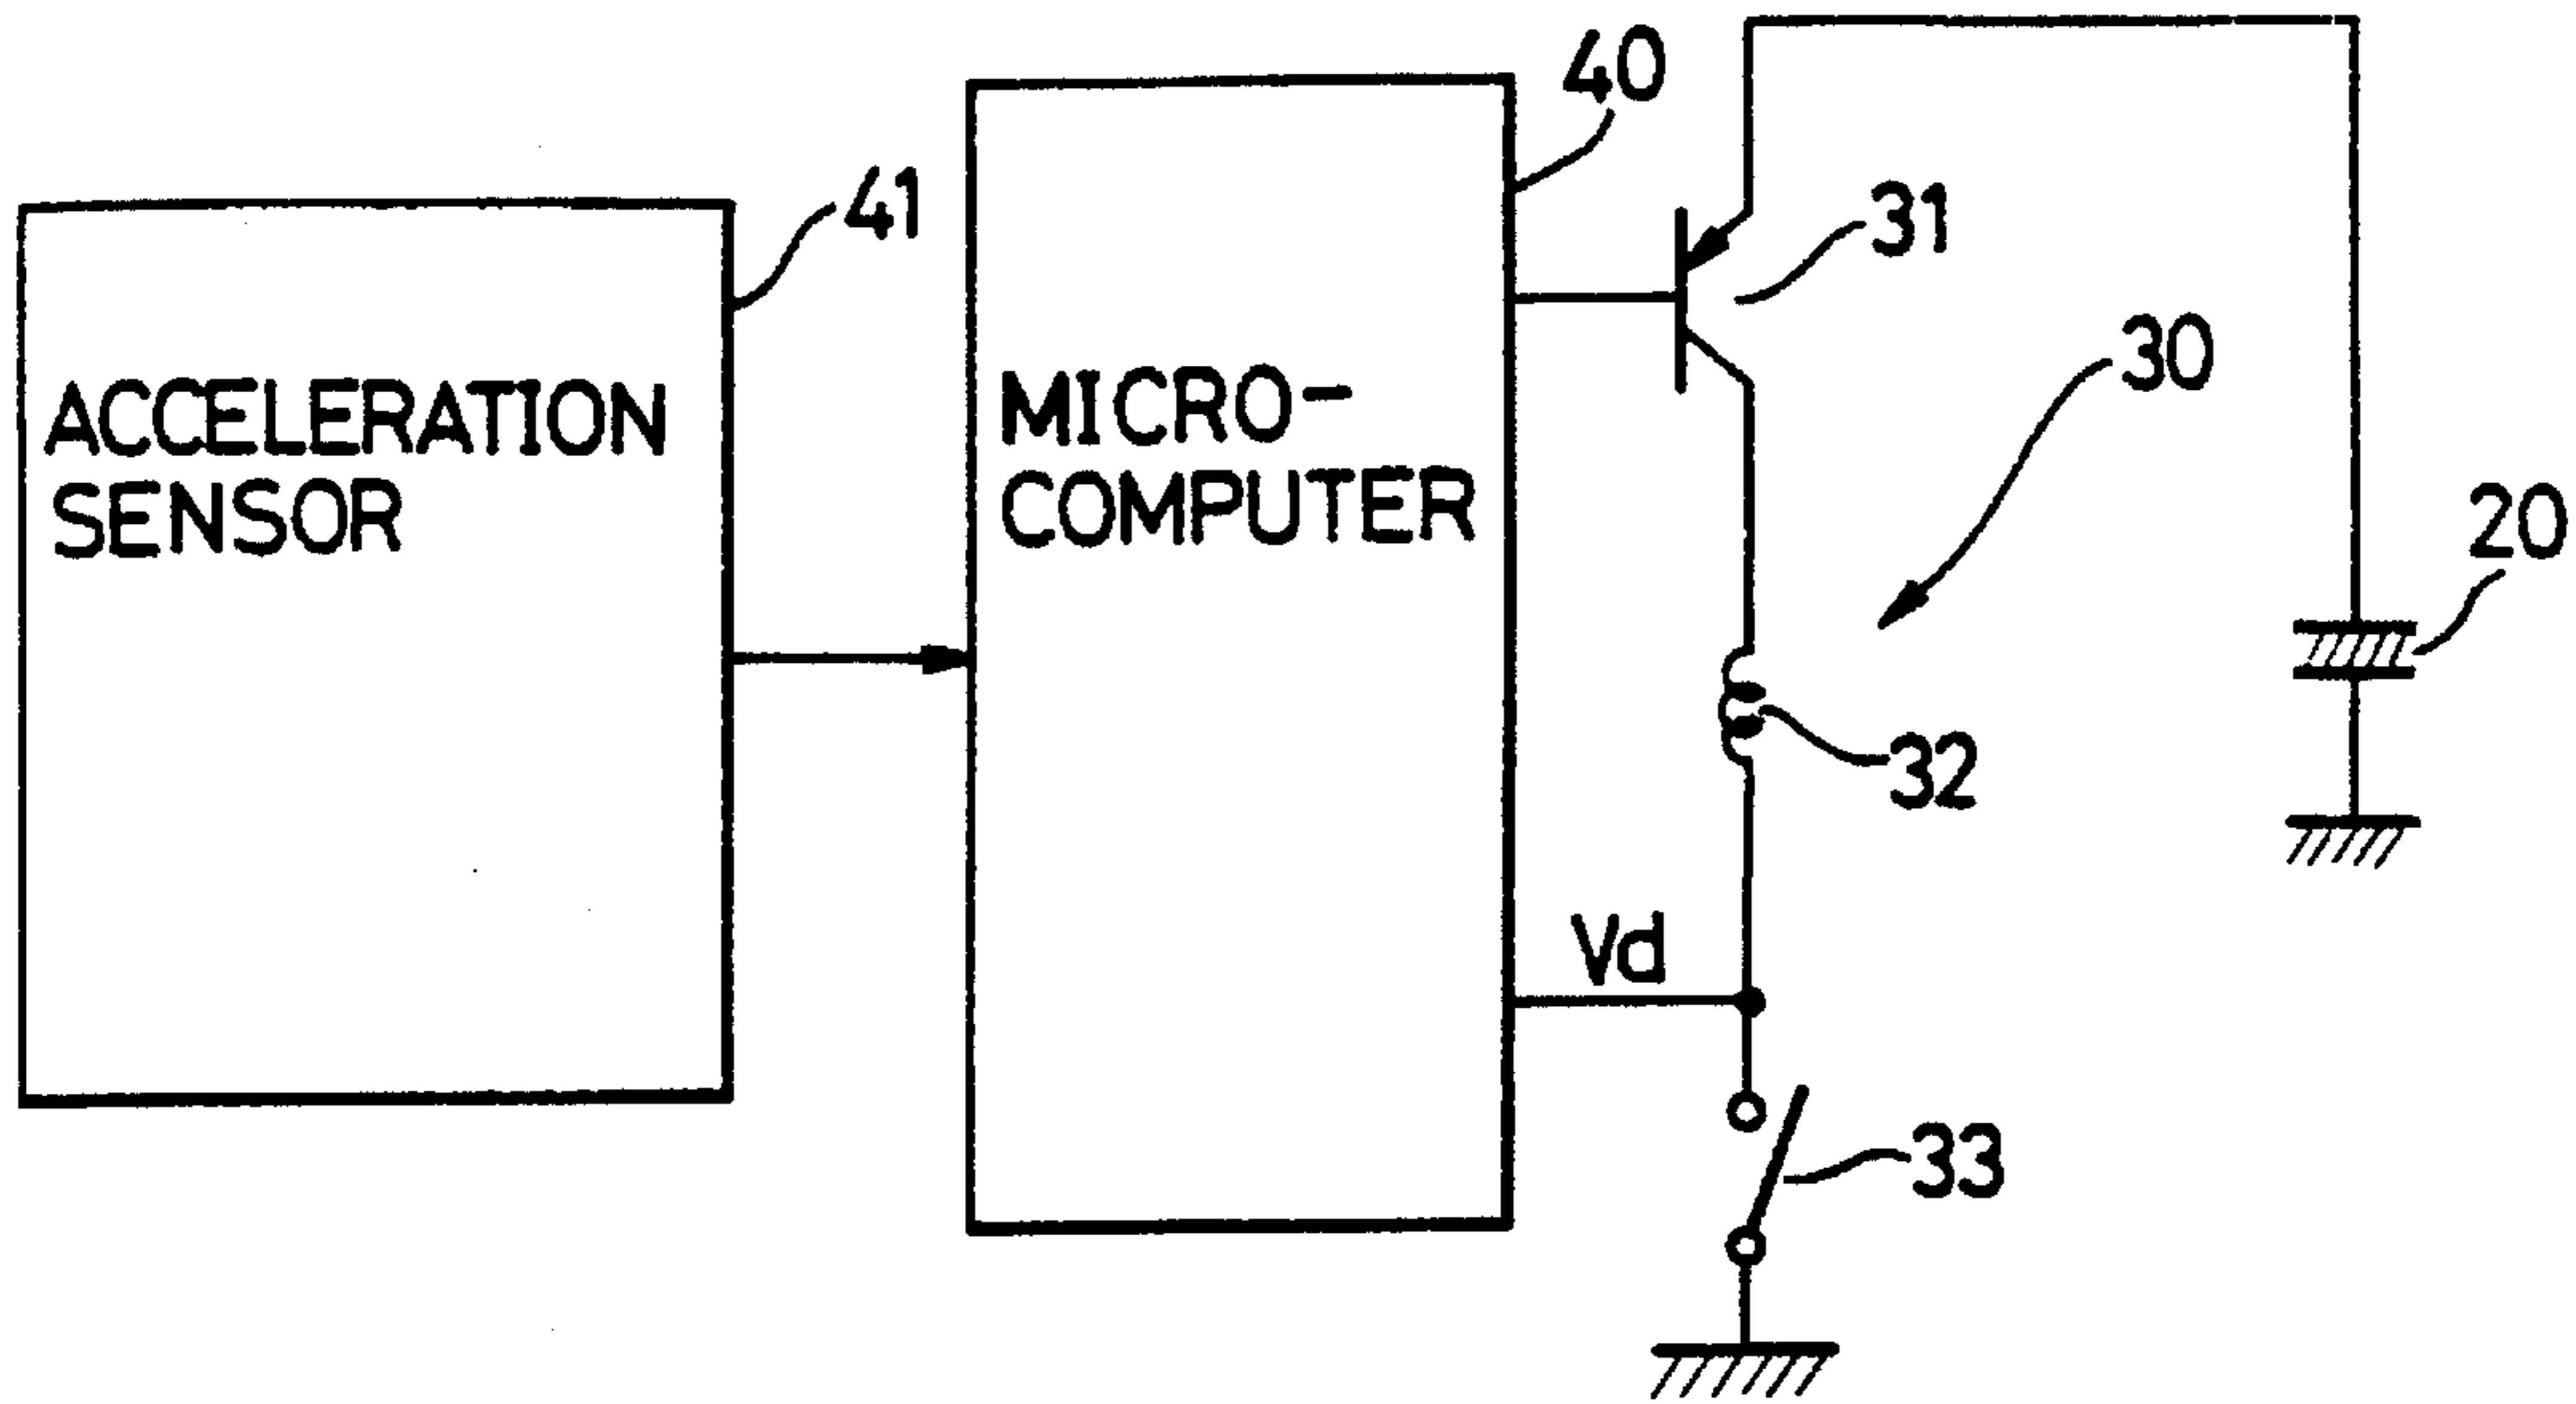 40
41
31
ACCELERATION
SENSOR
MICRO-
COMPUTER
30
20
32
Vd
33